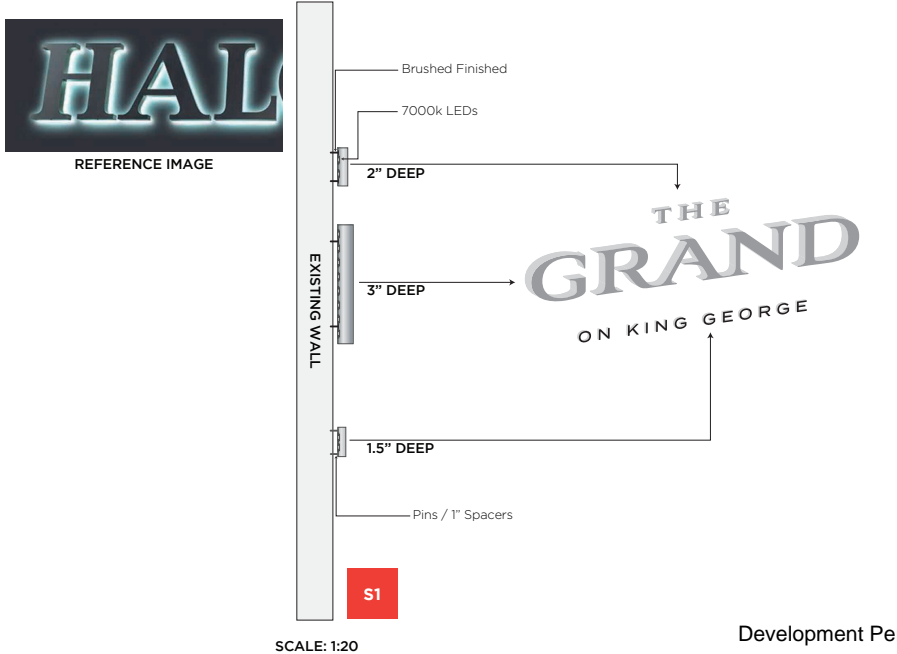 HAL
REFERENCE IMAGE
Brushed Finished
7000k LEDs
2” DEEP
THE
GRAND
ON KING GEORGE
EXISTING WALL
3” DEEP
1.5” DEEP
Pins / 1” Spacers
S1
SCALE: 1:20
Development Pe